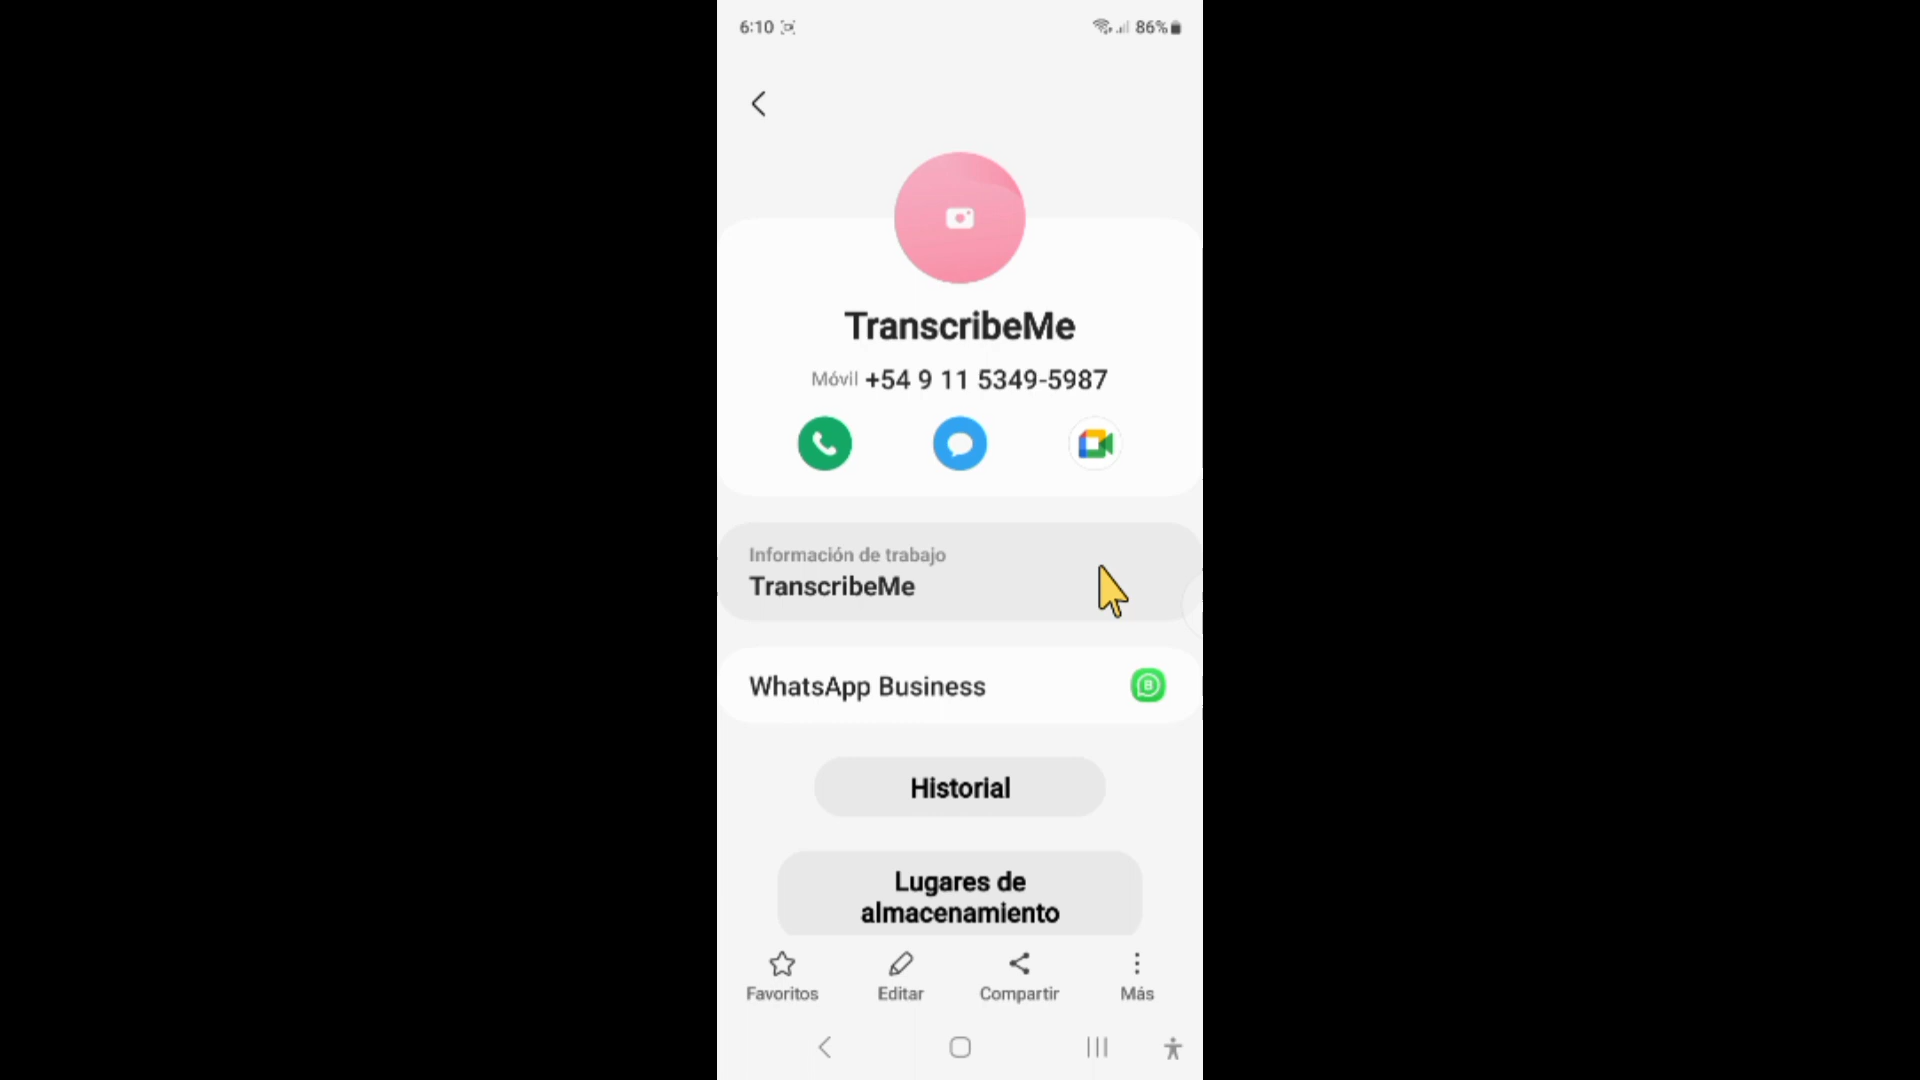 6:10 86%
TranscribeMe
Móvil +54 9 11 5349-5987
Información de trabajo
TranscribeMe
WhatsApp Business
Historial
Lugares de
almacenamiento
Favoritos Editar Compartir Más